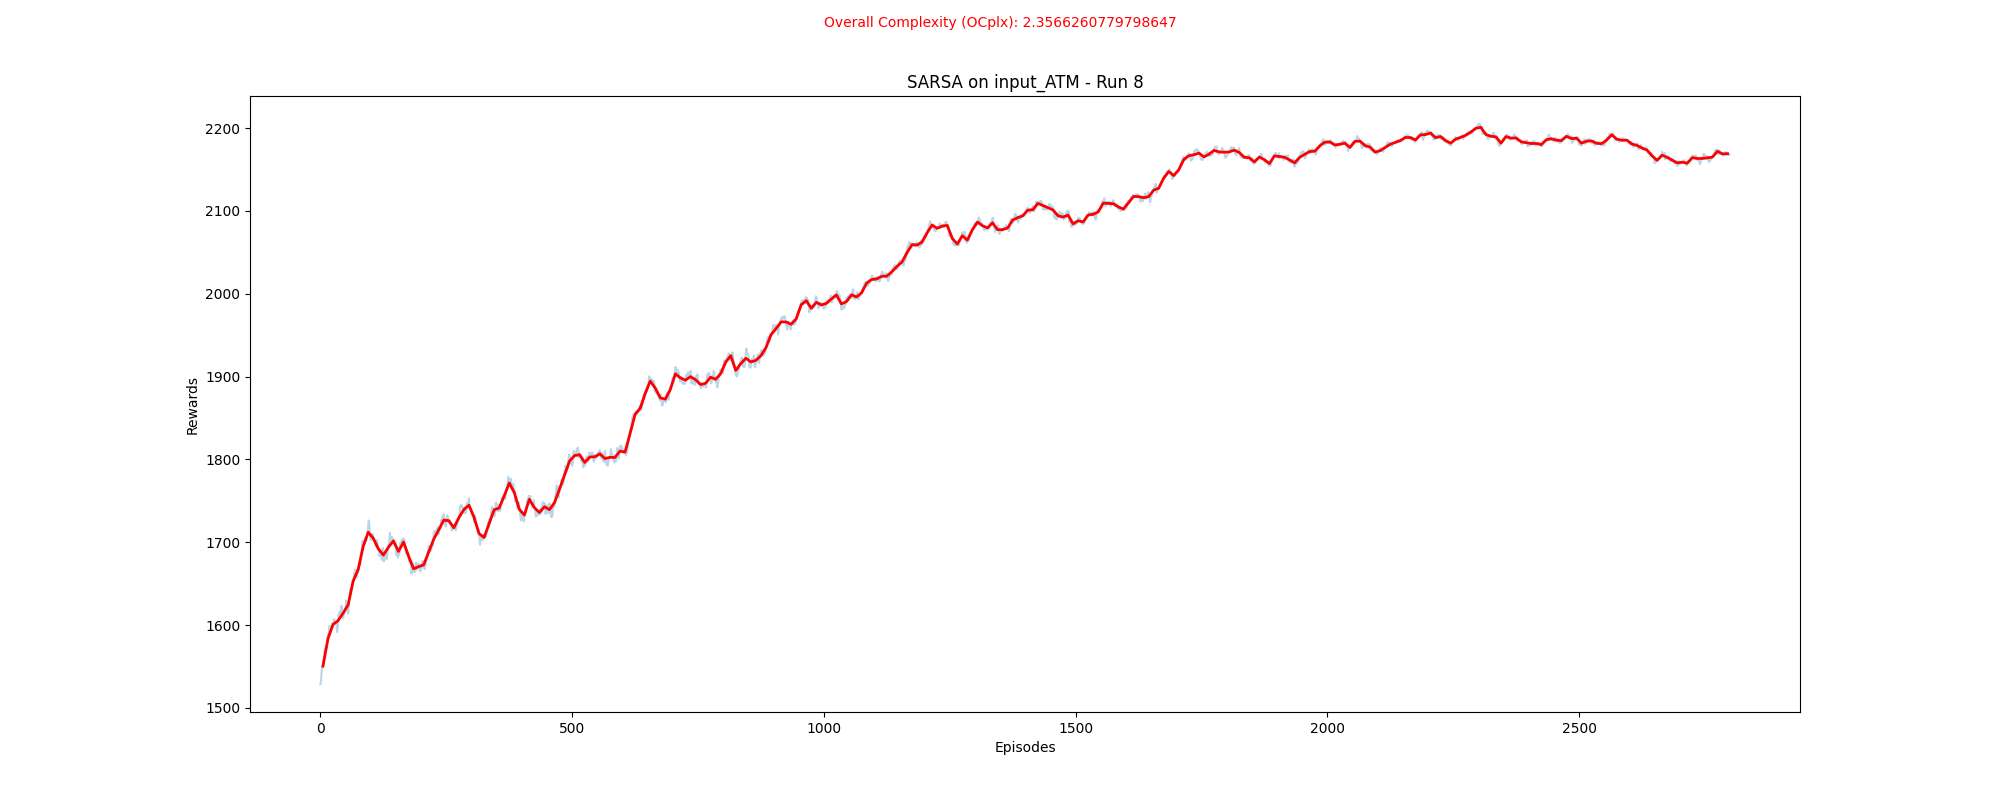 Overall Complexity (OCplx): 2.3566260779798647
SARSA on input_ATM - Run 8
2200
2100
2000
1900
1800
1700
1600
1500
Rewards
0 500 1000 1500 2000 2500
Episodes